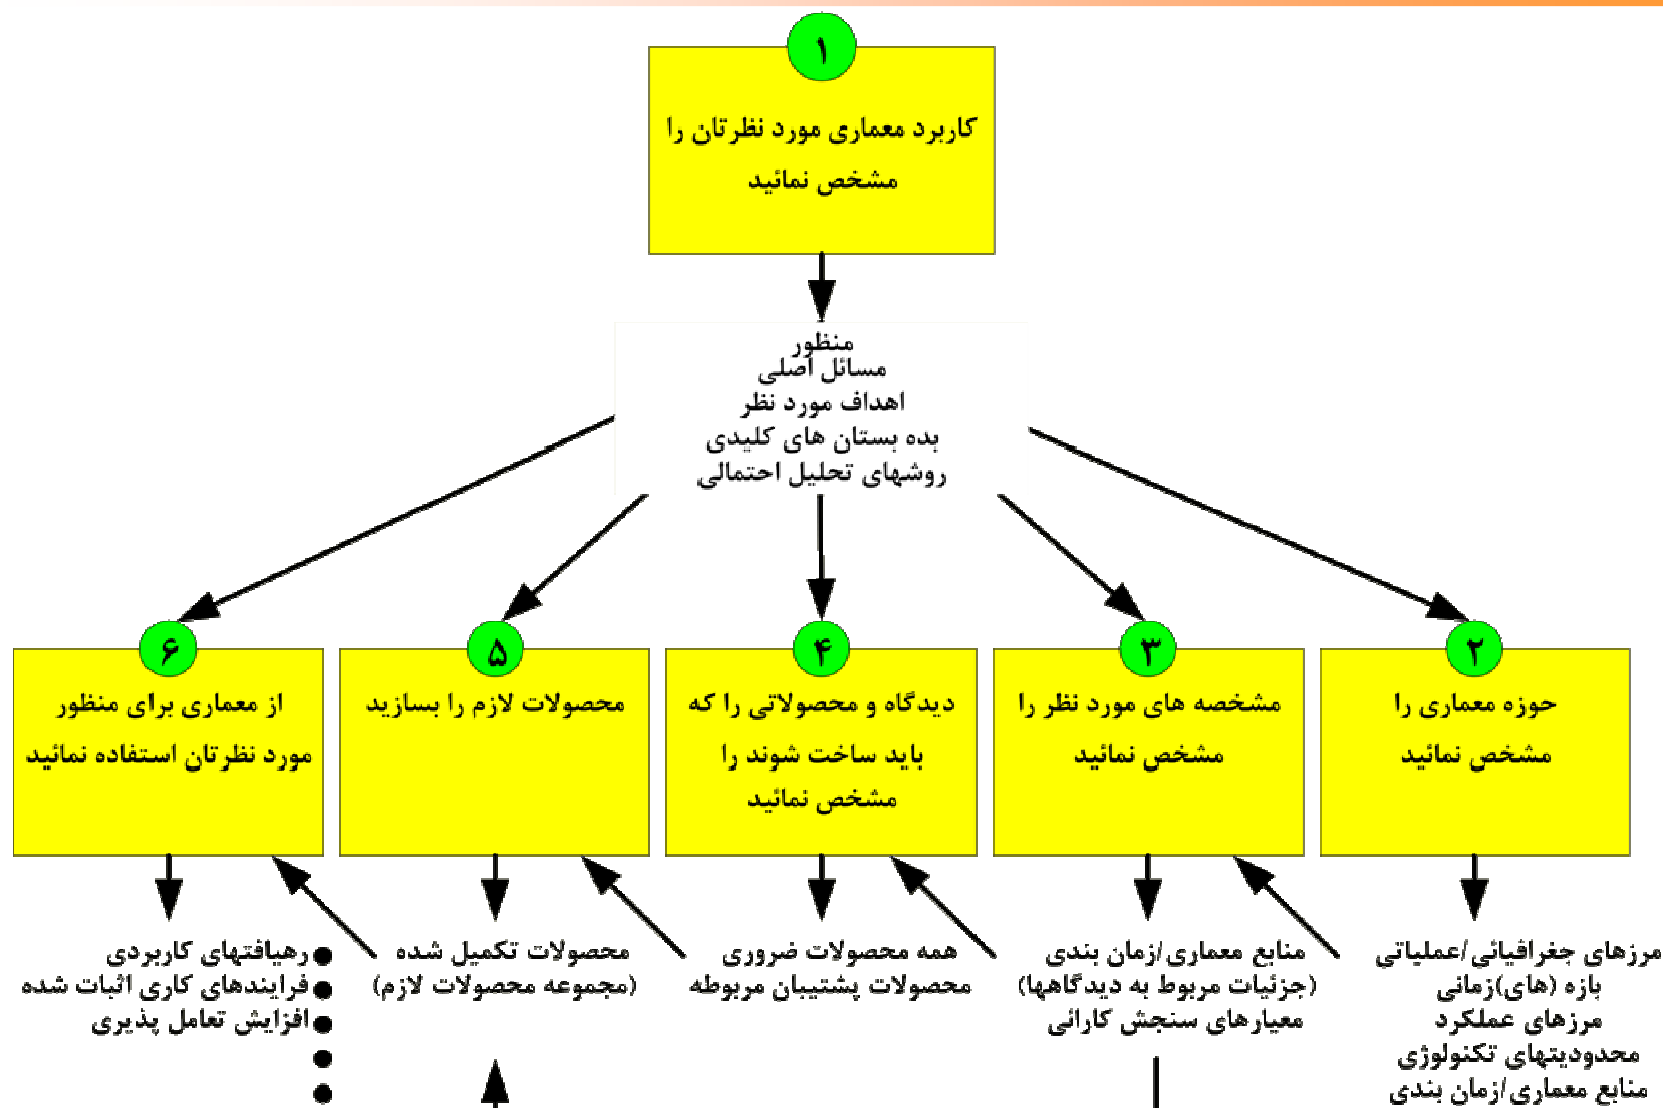 ۱
کاربرد معماری مورد نظرتان را
مشخص نمائید
منظور
مسائل اصلی
اهداف مورد نظر
بده بستان های کلیدی
روشهای تحلیل احتمالی
۲
حوزه معماری را
مشخص نمائید
۳
مشخصه های مورد نظر را
مشخص نمائید
۴
دیدگاه و محصولاتی را که
باید ساخت شوند را
مشخص نمائید
۵
محصولات لازم را بسازید
۶
از معماری برای منظور
مورد نظرتان استفاده نمائید
مرزهای جغرافیائی/عملیاتی
بازه (های)زمانی
مرزهای عملکرد
محدودیتهای تکنولوژی
منابع معماری/زمان بندی
منابع معماری/زمان بندی
(جزئیات مربوط به دیدگاهها)
معیارهای سنجش کارائی
همه محصولات ضروری
محصولات پشتیبان مربوطه
محصولات تکمیل شده
(مجموعه محصولات لازم)
رهیافتهای کاربردی
فرایندهای کاری اثبات شده
افزایش تعامل پذیری